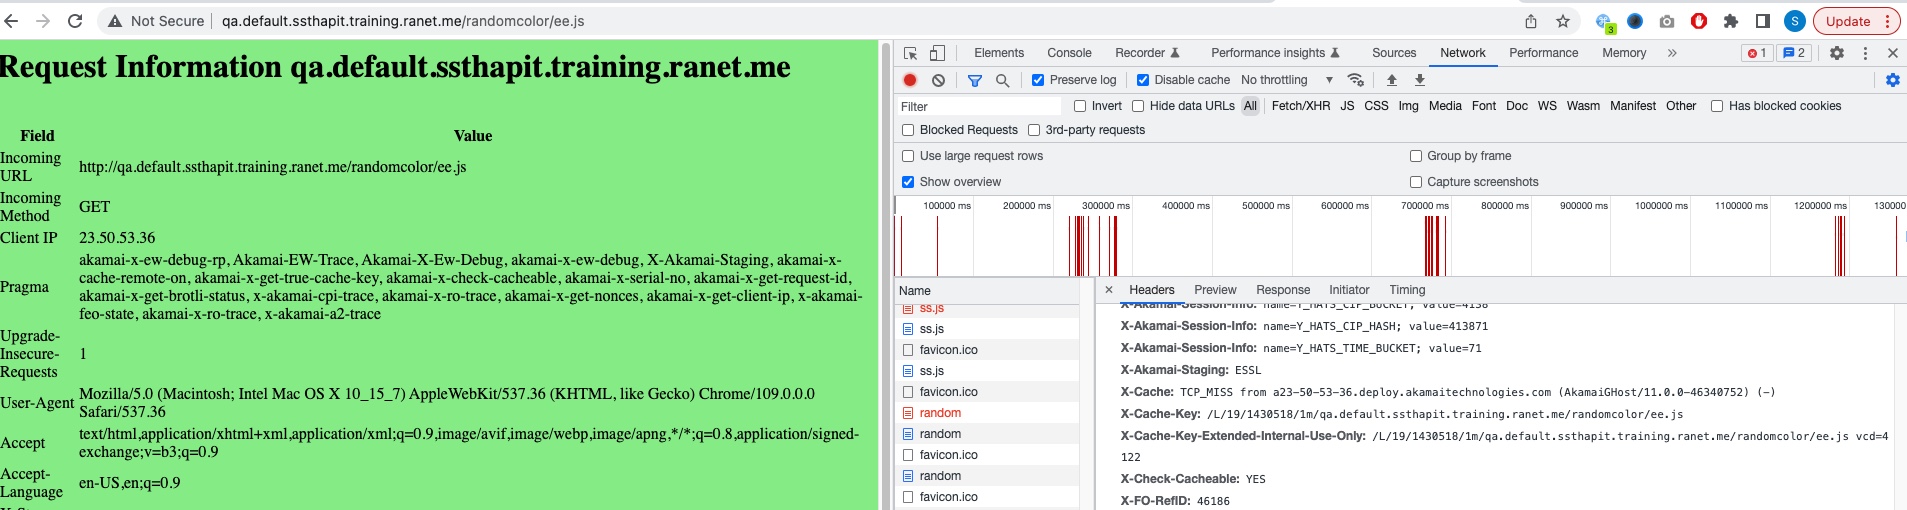 Not Secure | qa.default.ssthapit.training.ranet.me/randomcolor/ee.js
3
S
Update
Request Information qa.default.ssthapit.training.ranet.me
Field Value
Incoming URL http://qa.default.ssthapit.training.ranet.me/randomcolor/ee.js
Incoming Method GET
Client IP 23.50.53.36
Pragma
akamai-x-ew-debug-rp, Akamai-EW-Trace, Akamai-X-Ew-Debug, akamai-x-ew-debug, X-Akamai-Staging, akamai-x-
cache-remote-on, akamai-x-get-true-cache-key, akamai-x-check-cacheable, akamai-x-serial-no, akamai-x-get-request-id,
akamai-x-get-brotli-status, x-akamai-cpi-trace, akamai-x-ro-trace, akamai-x-get-nonces, akamai-x-get-client-ip, x-akamai-
feo-state, akamai-x-ro-trace, x-akamai-a2-trace
Upgrade-
Insecure-
Requests 1
User-Agent
Mozilla/5.0 (Macintosh; Intel Mac OS X 10_15_7) AppleWebKit/537.36 (KHTML, like Gecko) Chrome/109.0.0.0
Safari/537.36
Accept
text/html,application/xhtml+xml,application/xml;q=0.9,image/avif,image/webp,image/apng,*/*;q=0.8,application/signed-
exchange;v=b3;q=0.9
Accept-
Language en-US,en;q=0.9
Elements Console Recorder Performance insights Sources Network Performance Memory » 1 2
Preserve log Disable cache No throttling
Filter Invert Hide data URLs All Fetch/XHR JS CSS Img Media Font Doc WS Wasm Manifest Other Has blocked cookies
Blocked Requests 3rd-party requests
Use large request rows Group by frame
Show overview Capture screenshots
100000 ms 200000 ms 300000 ms 400000 ms 500000 ms 600000 ms 700000 ms 800000 ms 900000 ms 1000000 ms 1100000 ms 1200000 ms 130000
Name
ss.js
ss.js
favicon.ico
ss.js
favicon.ico
random
random
favicon.ico
random
favicon.ico
Headers Preview Response Initiator Timing
X-Akamai-Session-Info: name=Y_HATS_CIP_BUCKET; value=4138
X-Akamai-Session-Info: name=Y_HATS_CIP_HASH; value=413871
X-Akamai-Session-Info: name=Y_HATS_TIME_BUCKET; value=71
X-Akamai-Staging: ESSL
X-Cache: TCP_MISS from a23-50-53-36.deploy.akamaitechnologies.com (AkamaiGHost/11.0.0-46340752) (-)
X-Cache-Key: /L/19/1430518/1m/qa.default.ssthapit.training.ranet.me/randomcolor/ee.js
X-Cache-Key-Extended-Internal-Use-Only: /L/19/1430518/1m/qa.default.ssthapit.training.ranet.me/randomcolor/ee.js vcd=4
122
X-Check-Cacheable: YES
X-FO-RefID: 46186